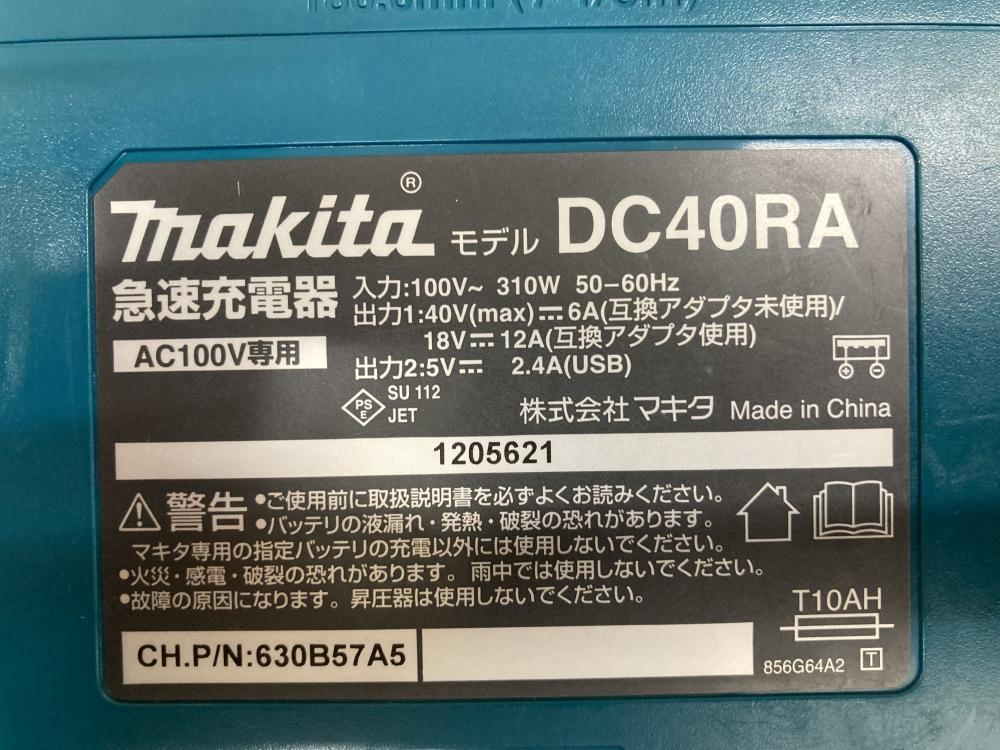 makita ® モデル DC40RA
急速充電器
AC100V専用
入力:100V~ 310W 50-60Hz
出力1:40V(max)⎓6A(互換アダプタ未使用)/
18V⎓12A(互換アダプタ使用)
出力2:5V⎓ 2.4A(USB)
PSE
SU 112
JET
株式会社マキタ Made in China
1205621
警告 •ご使用前に取扱説明書を必ずよくお読みください。
•バッテリの液漏れ・発熱・破裂の恐れがあります。
マキタ専用の指定バッテリの充電以外には使用しないでください。
•火災・感電・破裂の恐れがあります。雨中では使用しないでください。
•故障の原因になります。昇圧器は使用しないでください。
T10AH
CH.P/N:630B57A5
856G64A2 T